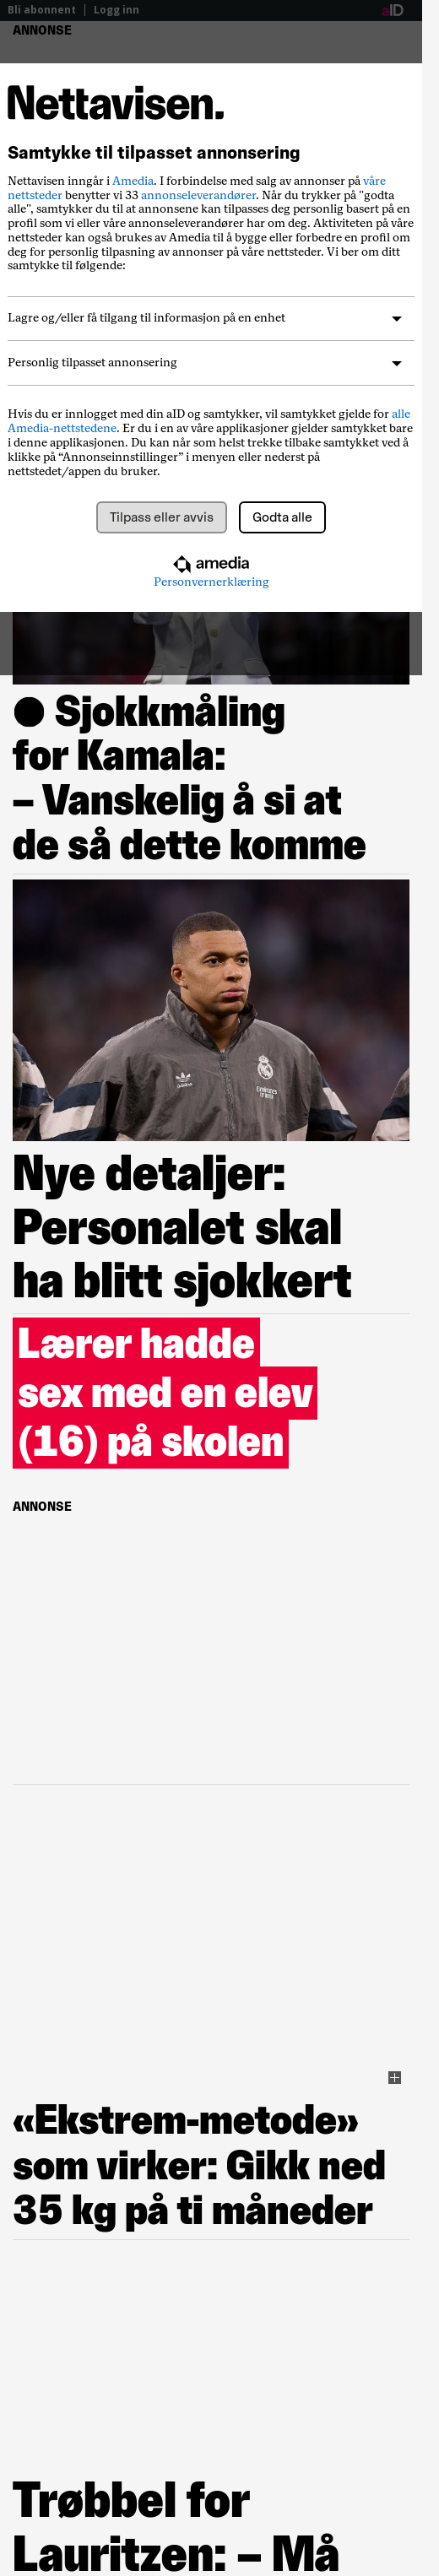 Bli abonnent
Logg inn
aID
ANNONSE
Nettavisen.
Samtykke til tilpasset annonsering
Nettavisen inngår i Amedia. I forbindelse med salg av annonser på våre
nettsteder benytter vi 33 annonseleverandører. Når du trykker på "godta
alle", samtykker du til at annonsene kan tilpasses deg personlig basert på en
profil som vi eller våre annonseleverandører har om deg. Aktiviteten på våre
nettsteder kan også brukes av Amedia til å bygge eller forbedre en profil om
deg for personlig tilpasning av annonser på våre nettsteder. Vi ber om ditt
samtykke til følgende:
Lagre og/eller få tilgang til informasjon på en enhet
Personlig tilpasset annonsering
Hvis du er innlogget med din aID og samtykker, vil samtykket gjelde for alle
Amedia-nettstedene. Er du i en av våre applikasjoner gjelder samtykket bare
i denne applikasjonen. Du kan når som helst trekke tilbake samtykket ved å
klikke på “Annonseinnstillinger” i menyen eller nederst på
nettstedet/appen du bruker.
Tilpass eller avvis
Godta alle
amedia
Personvernerklæring
● Sjokkmåling
for Kamala:
– Vanskelig å si at
de så dette komme
Nye detaljer:
Personalet skal
ha blitt sjokkert
Lærer hadde
sex med en elev
(16) på skolen
ANNONSE
«Ekstrem-metode»
som virker: Gikk ned
35 kg på ti måneder
Trøbbel for
Lauritzen: – Må